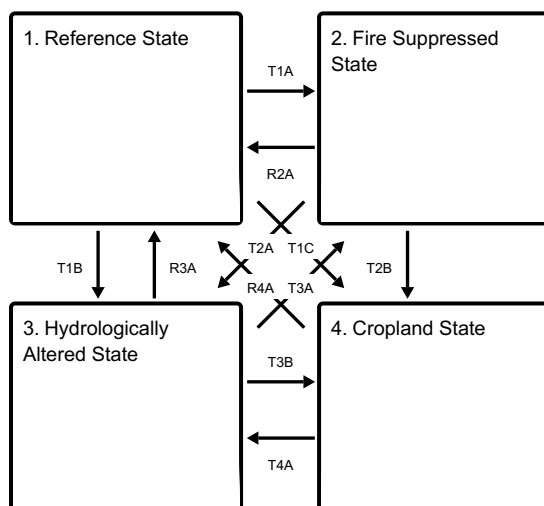 1. Reference State
2. Fire Suppressed
State
T1A
R2A
T1B
R3A
T2A
T1C
R4A
T3A
T2B
3. Hydrologically
Altered State
4. Cropland State
T3B
T4A